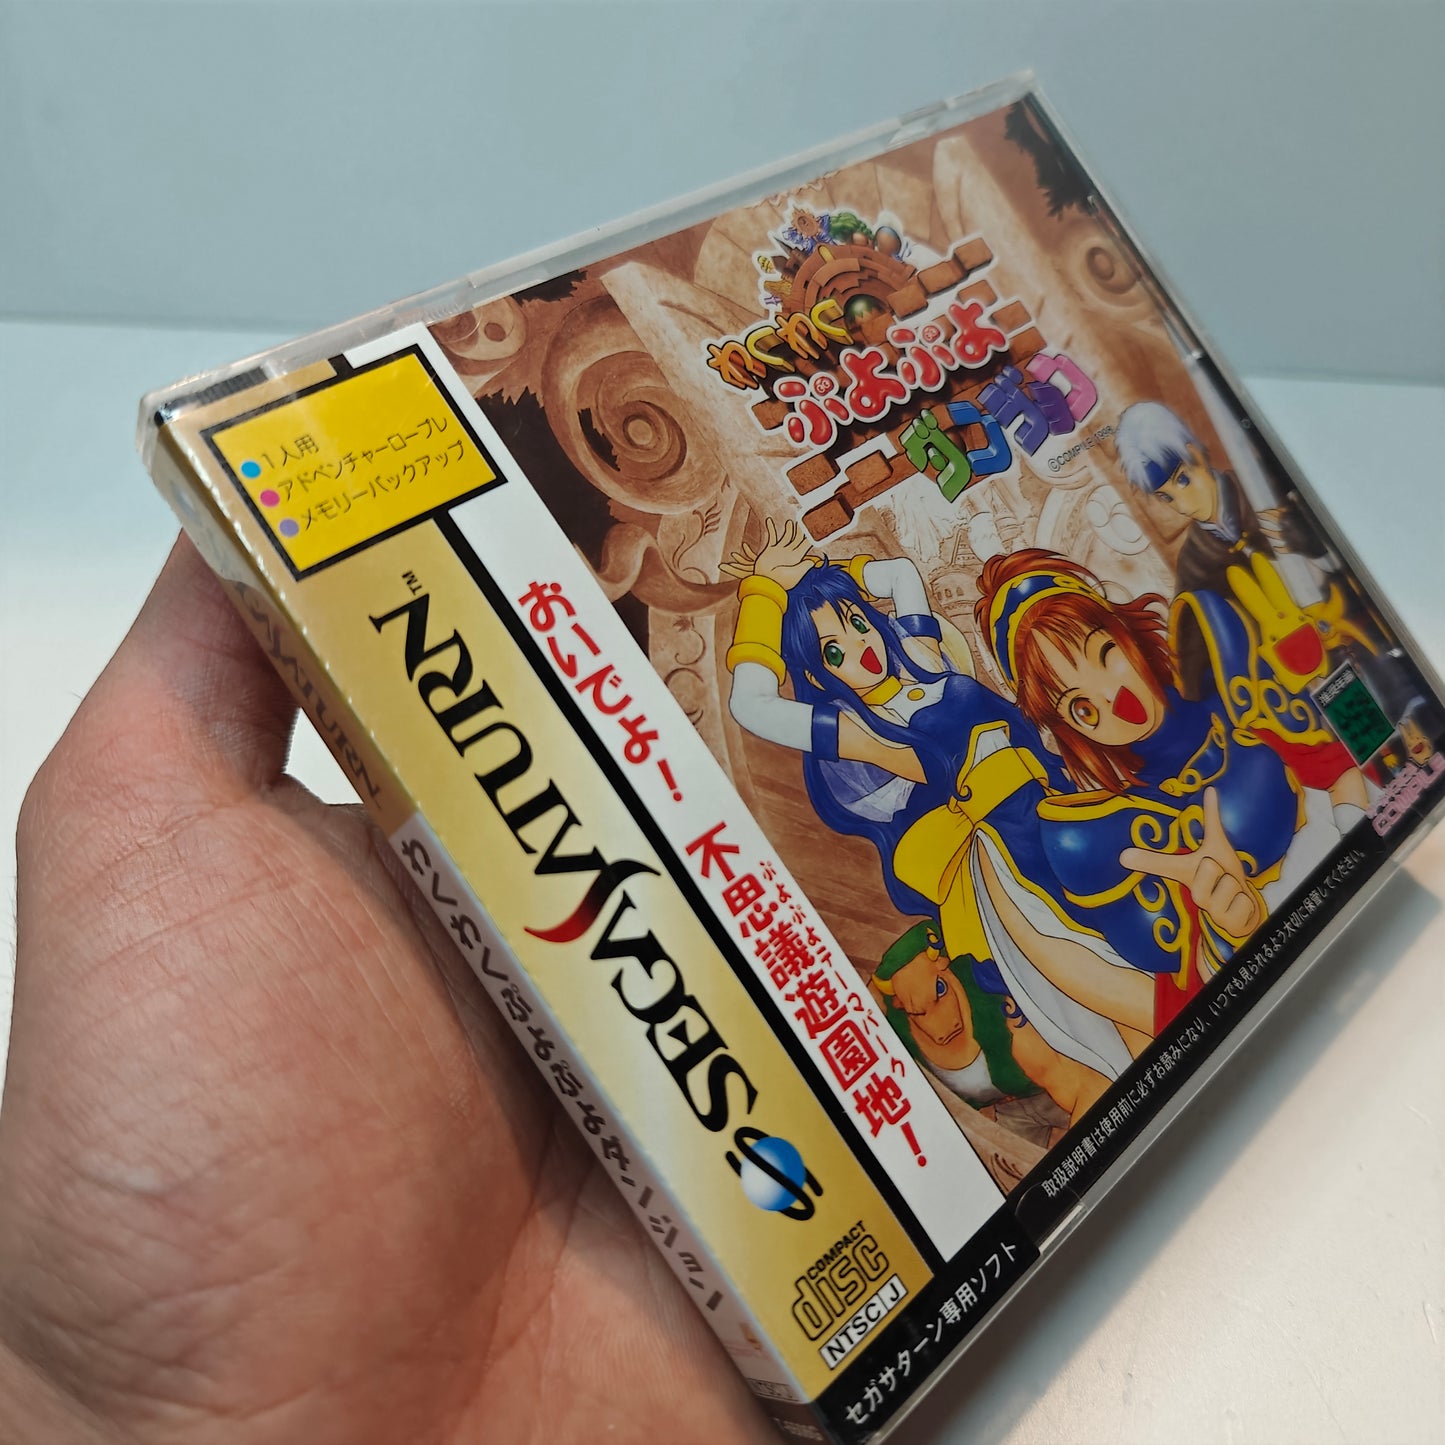 1人用
アドベンチャーロープレ
メモリーバックアップ
SEGA SATURN™
COMPACT
disc
NTSC J
おいでよ!
不思議遊園地!
ぷよぷよテーマパーク
わくわく
ぷよぷよ
ダンジョン
©COMPILE 1998
推奨年齢
COMPILE
取扱説明書は使用前に必ずお読みになり、いつでも見られるよう大切に保管してください。
セガサターン専用ソフト
SATURN
わくわくぷよぷよダンジョン
NTSC J